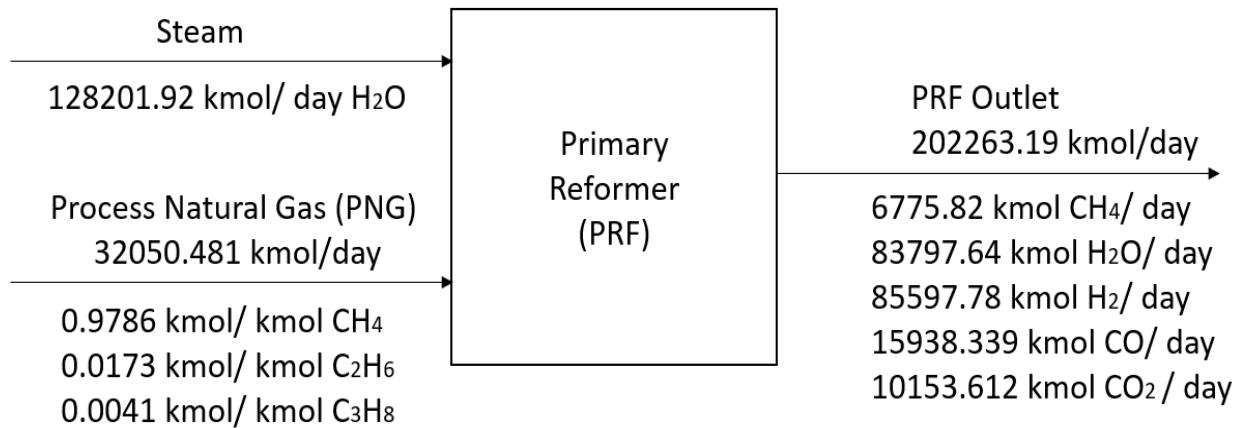 Steam
128201.92 kmol/ day H₂O
Process Natural Gas (PNG)
32050.481 kmol/day
0.9786 kmol/ kmol CH₄
0.0173 kmol/ kmol C₂H₆
0.0041 kmol/ kmol C₃H₈
Primary
Reformer
(PRF)
PRF Outlet
202263.19 kmol/day
6775.82 kmol CH₄/ day
83797.64 kmol H₂O/ day
85597.78 kmol H₂/ day
15938.339 kmol CO/ day
10153.612 kmol CO₂ / day